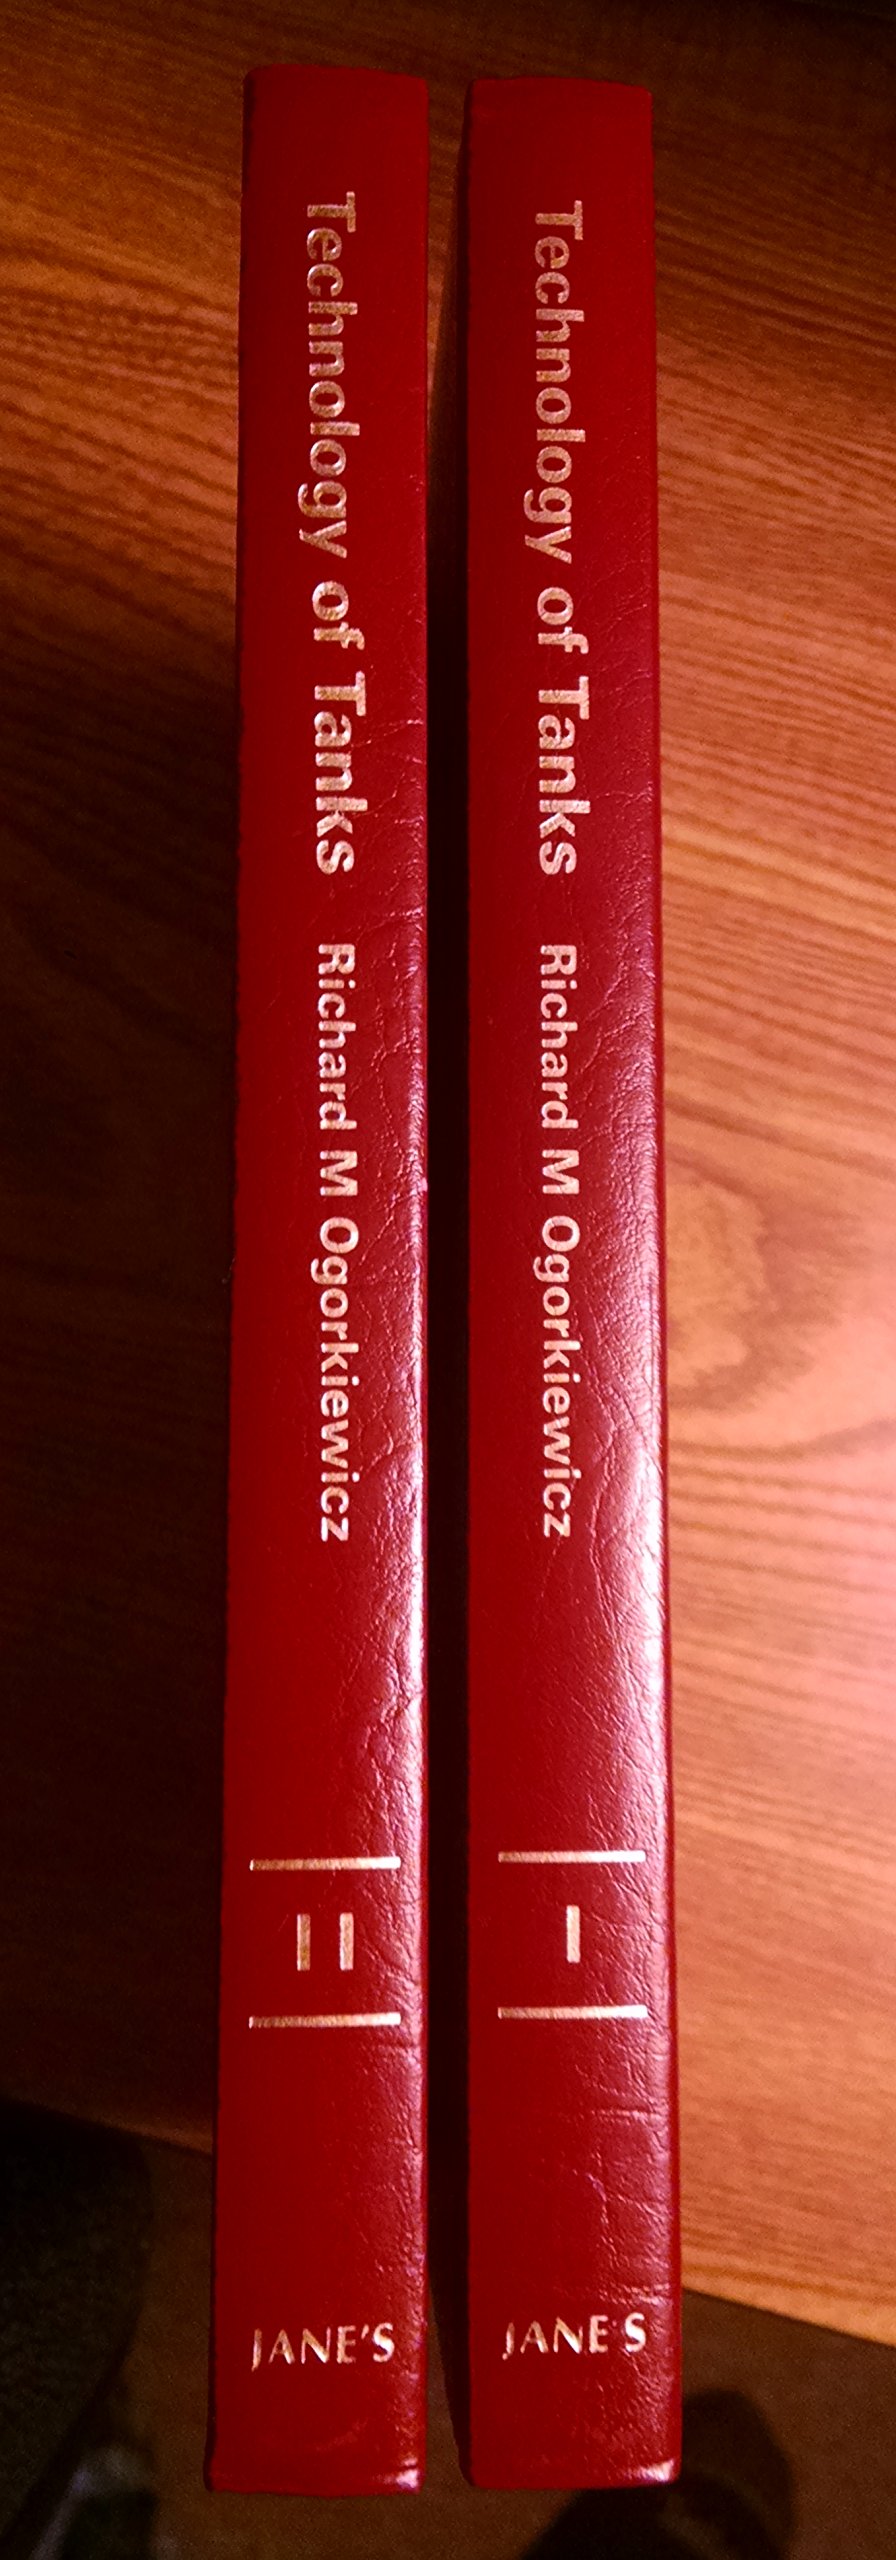 Technology of Tanks Richard M Ogorkiewicz
II
JANE'S
Technology of Tanks Richard M Ogorkiewicz
I
JANE'S